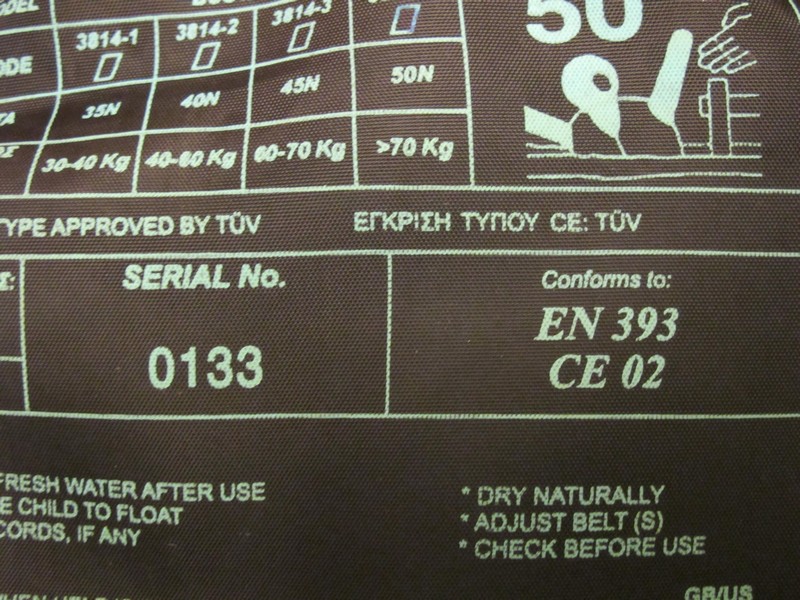 50
3814-1 3814-2 3814-3
35N 40N 45N 50N
30-40 Kg 40-60 Kg 60-70 Kg >70 Kg
TYPE APPROVED BY TÜV ΕΓΚΡΙΣΗ ΤΥΠΟΥ CE: TÜV
SERIAL No.
0133
Conforms to:
EN 393
CE 02
FRESH WATER AFTER USE
E CHILD TO FLOAT
CORDS, IF ANY
* DRY NATURALLY
* ADJUST BELT (S)
* CHECK BEFORE USE
GB/US